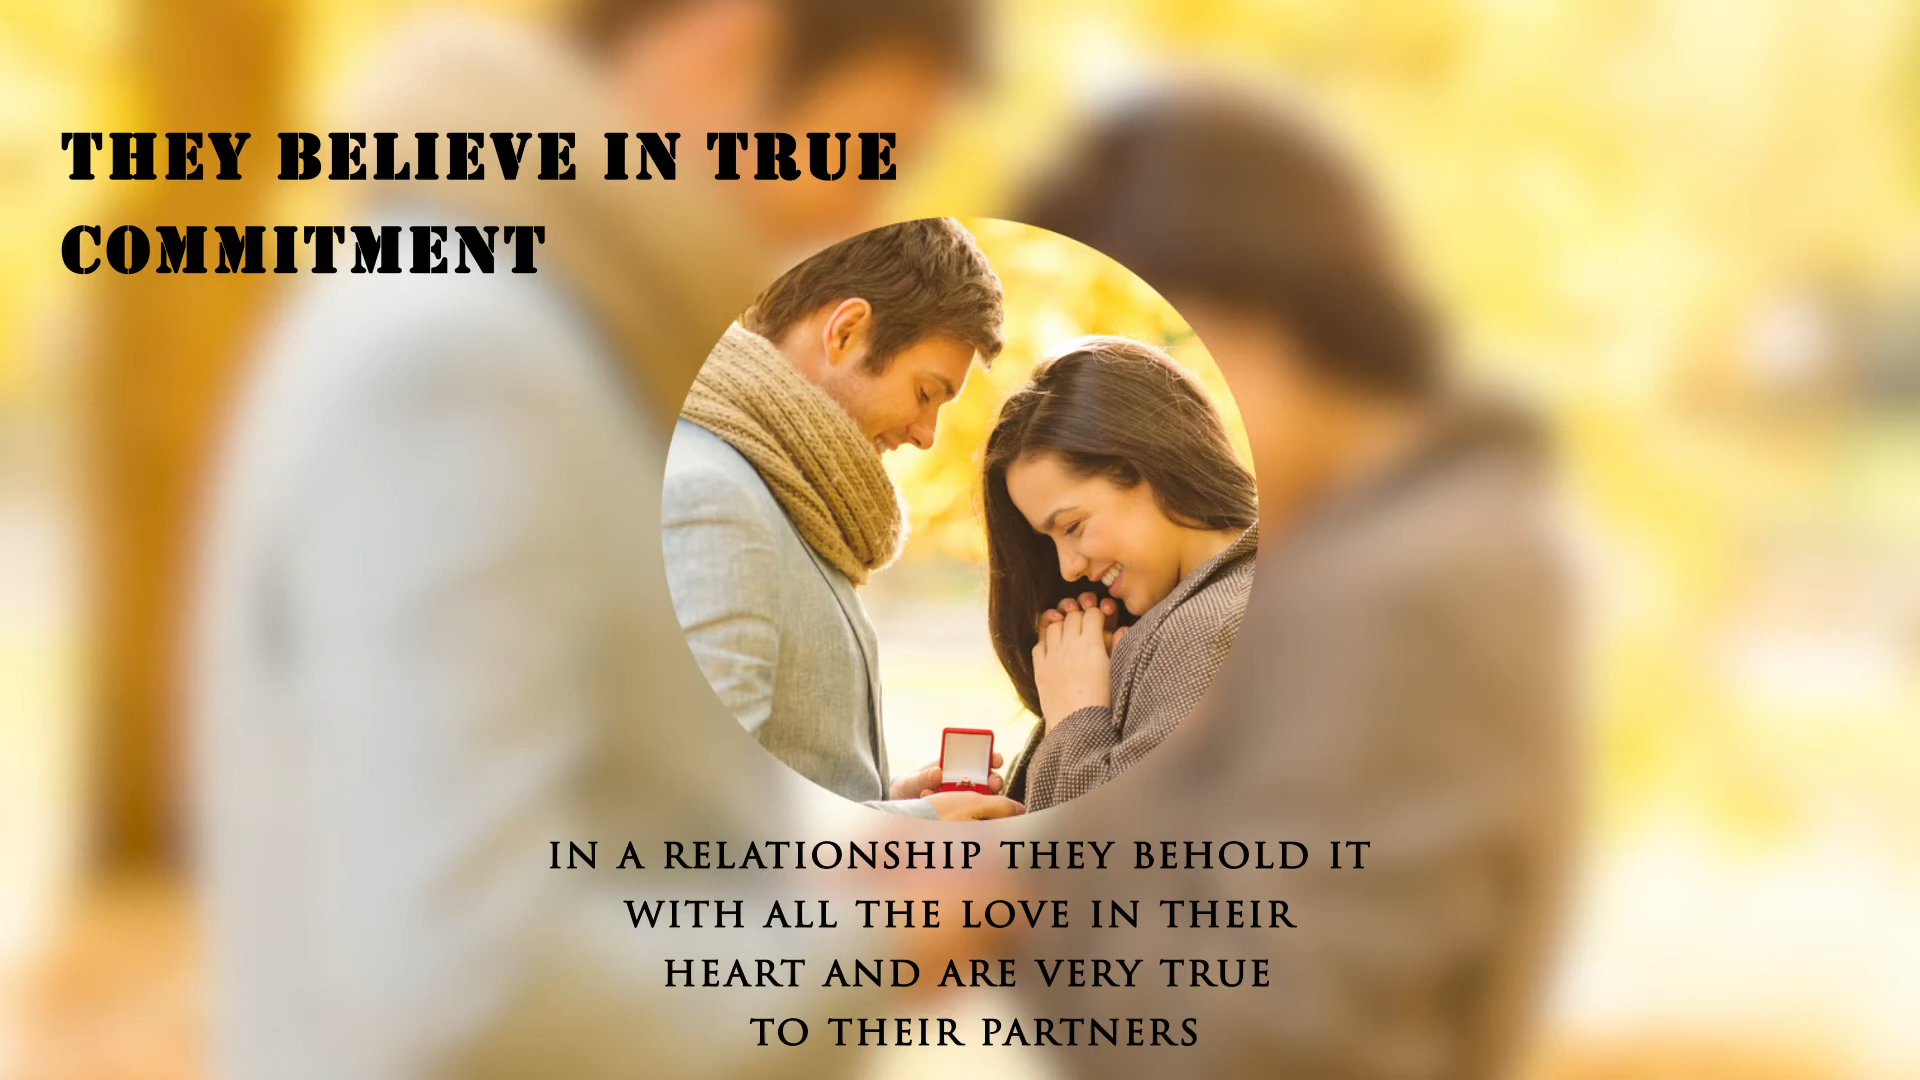 THEY BELIEVE IN TRUE
COMMITMENT
IN A RELATIONSHIP THEY BEHOLD IT
WITH ALL THE LOVE IN THEIR
HEART AND ARE VERY TRUE
TO THEIR PARTNERS